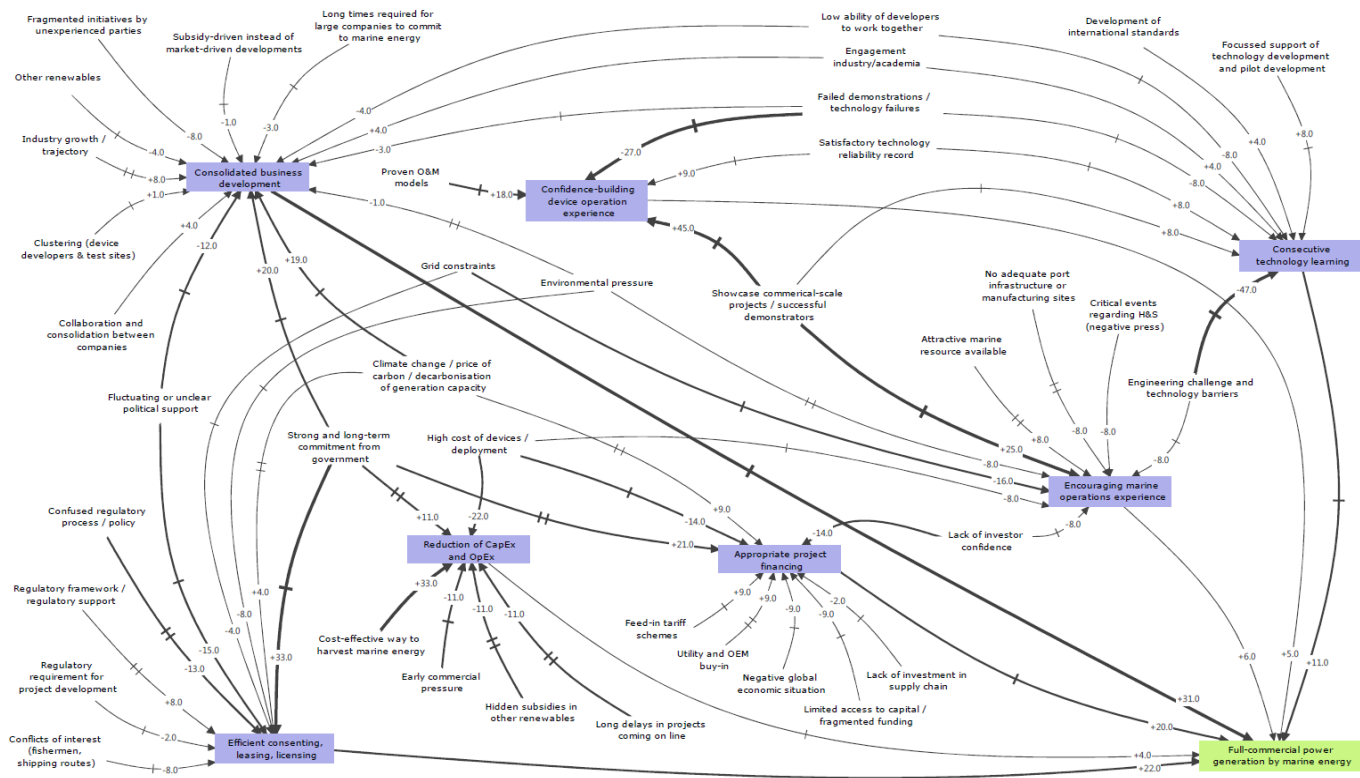 Fragmented initiatives by
unexperienced parties
Subsidy-driven instead of
market-driven developments
Long times required for
large companies to commit
to marine energy
Low ability of developers
to work together
Development of
international standards
Focussed support of
technology development
and pilot development
Other renewables
Engagement
industry/academia
Failed demonstrations /
technology failures
Industry growth /
trajectory
Satisfactory technology
reliability record
-8.0
-1.0
-3.0
-4.0
+4.0
-3.0
-4.0
+8.0
+1.0
-27.0
+4.0
-8.0
+8.0
+4.0
-8.0
-8.0
Consolidated business
development
Proven O&M
models
+18.0
+9.0
-1.0
Confidence-building
device operation
experience
+8.0
+8.0
Consecutive
technology learning
Clustering (device
developers & test sites)
+4.0
-12.0
+20.0
+19.0
+45.0
-47.0
Grid constraints
Environmental pressure
Showcase commerical-scale
projects / successful
demonstrators
No adequate port
infrastructure or
manufacturing sites
Critical events
regarding H&S
(negative press)
Collaboration and
consolidation between
companies
Attractive marine
resource available
Climate change / price of
carbon / decarbonisation
of generation capacity
Engineering challenge and
technology barriers
Fluctuating or unclear
political support
Strong and long-term
commitment from
government
High cost of devices /
deployment
+8.0
-8.0
-8.0
-8.0
+25.0
-8.0
-16.0
-8.0
Encouraging marine
operations experience
Confused regulatory
process / policy
+11.0
-22.0
+9.0
-14.0
+21.0
-14.0
-8.0
Lack of investor
confidence
Reduction of CapEx
and OpEx
Appropriate project
financing
+33.0
-11.0
-11.0
-11.0
+9.0
+9.0
-9.0
-9.0
-2.0
Regulatory framework /
regulatory support
+4.0
-8.0
-4.0
Feed-in tariff
schemes
Cost-effective way to
harvest marine energy
Utility and OEM
buy-in
Early commercial
pressure
Negative global
economic situation
Lack of investment in
supply chain
Regulatory
requirement for
project development
-15.0
+33.0
-13.0
Hidden subsidies in
other renewables
Long delays in projects
coming on line
Limited access to capital /
fragmented funding
+6.0
+5.0
+11.0
+8.0
-2.0
-8.0
+31.0
+20.0
+4.0
+22.0
Conflicts of interest
(fishermen,
shipping routes)
Efficient consenting,
leasing, licensing
Full-commercial power
generation by marine energy